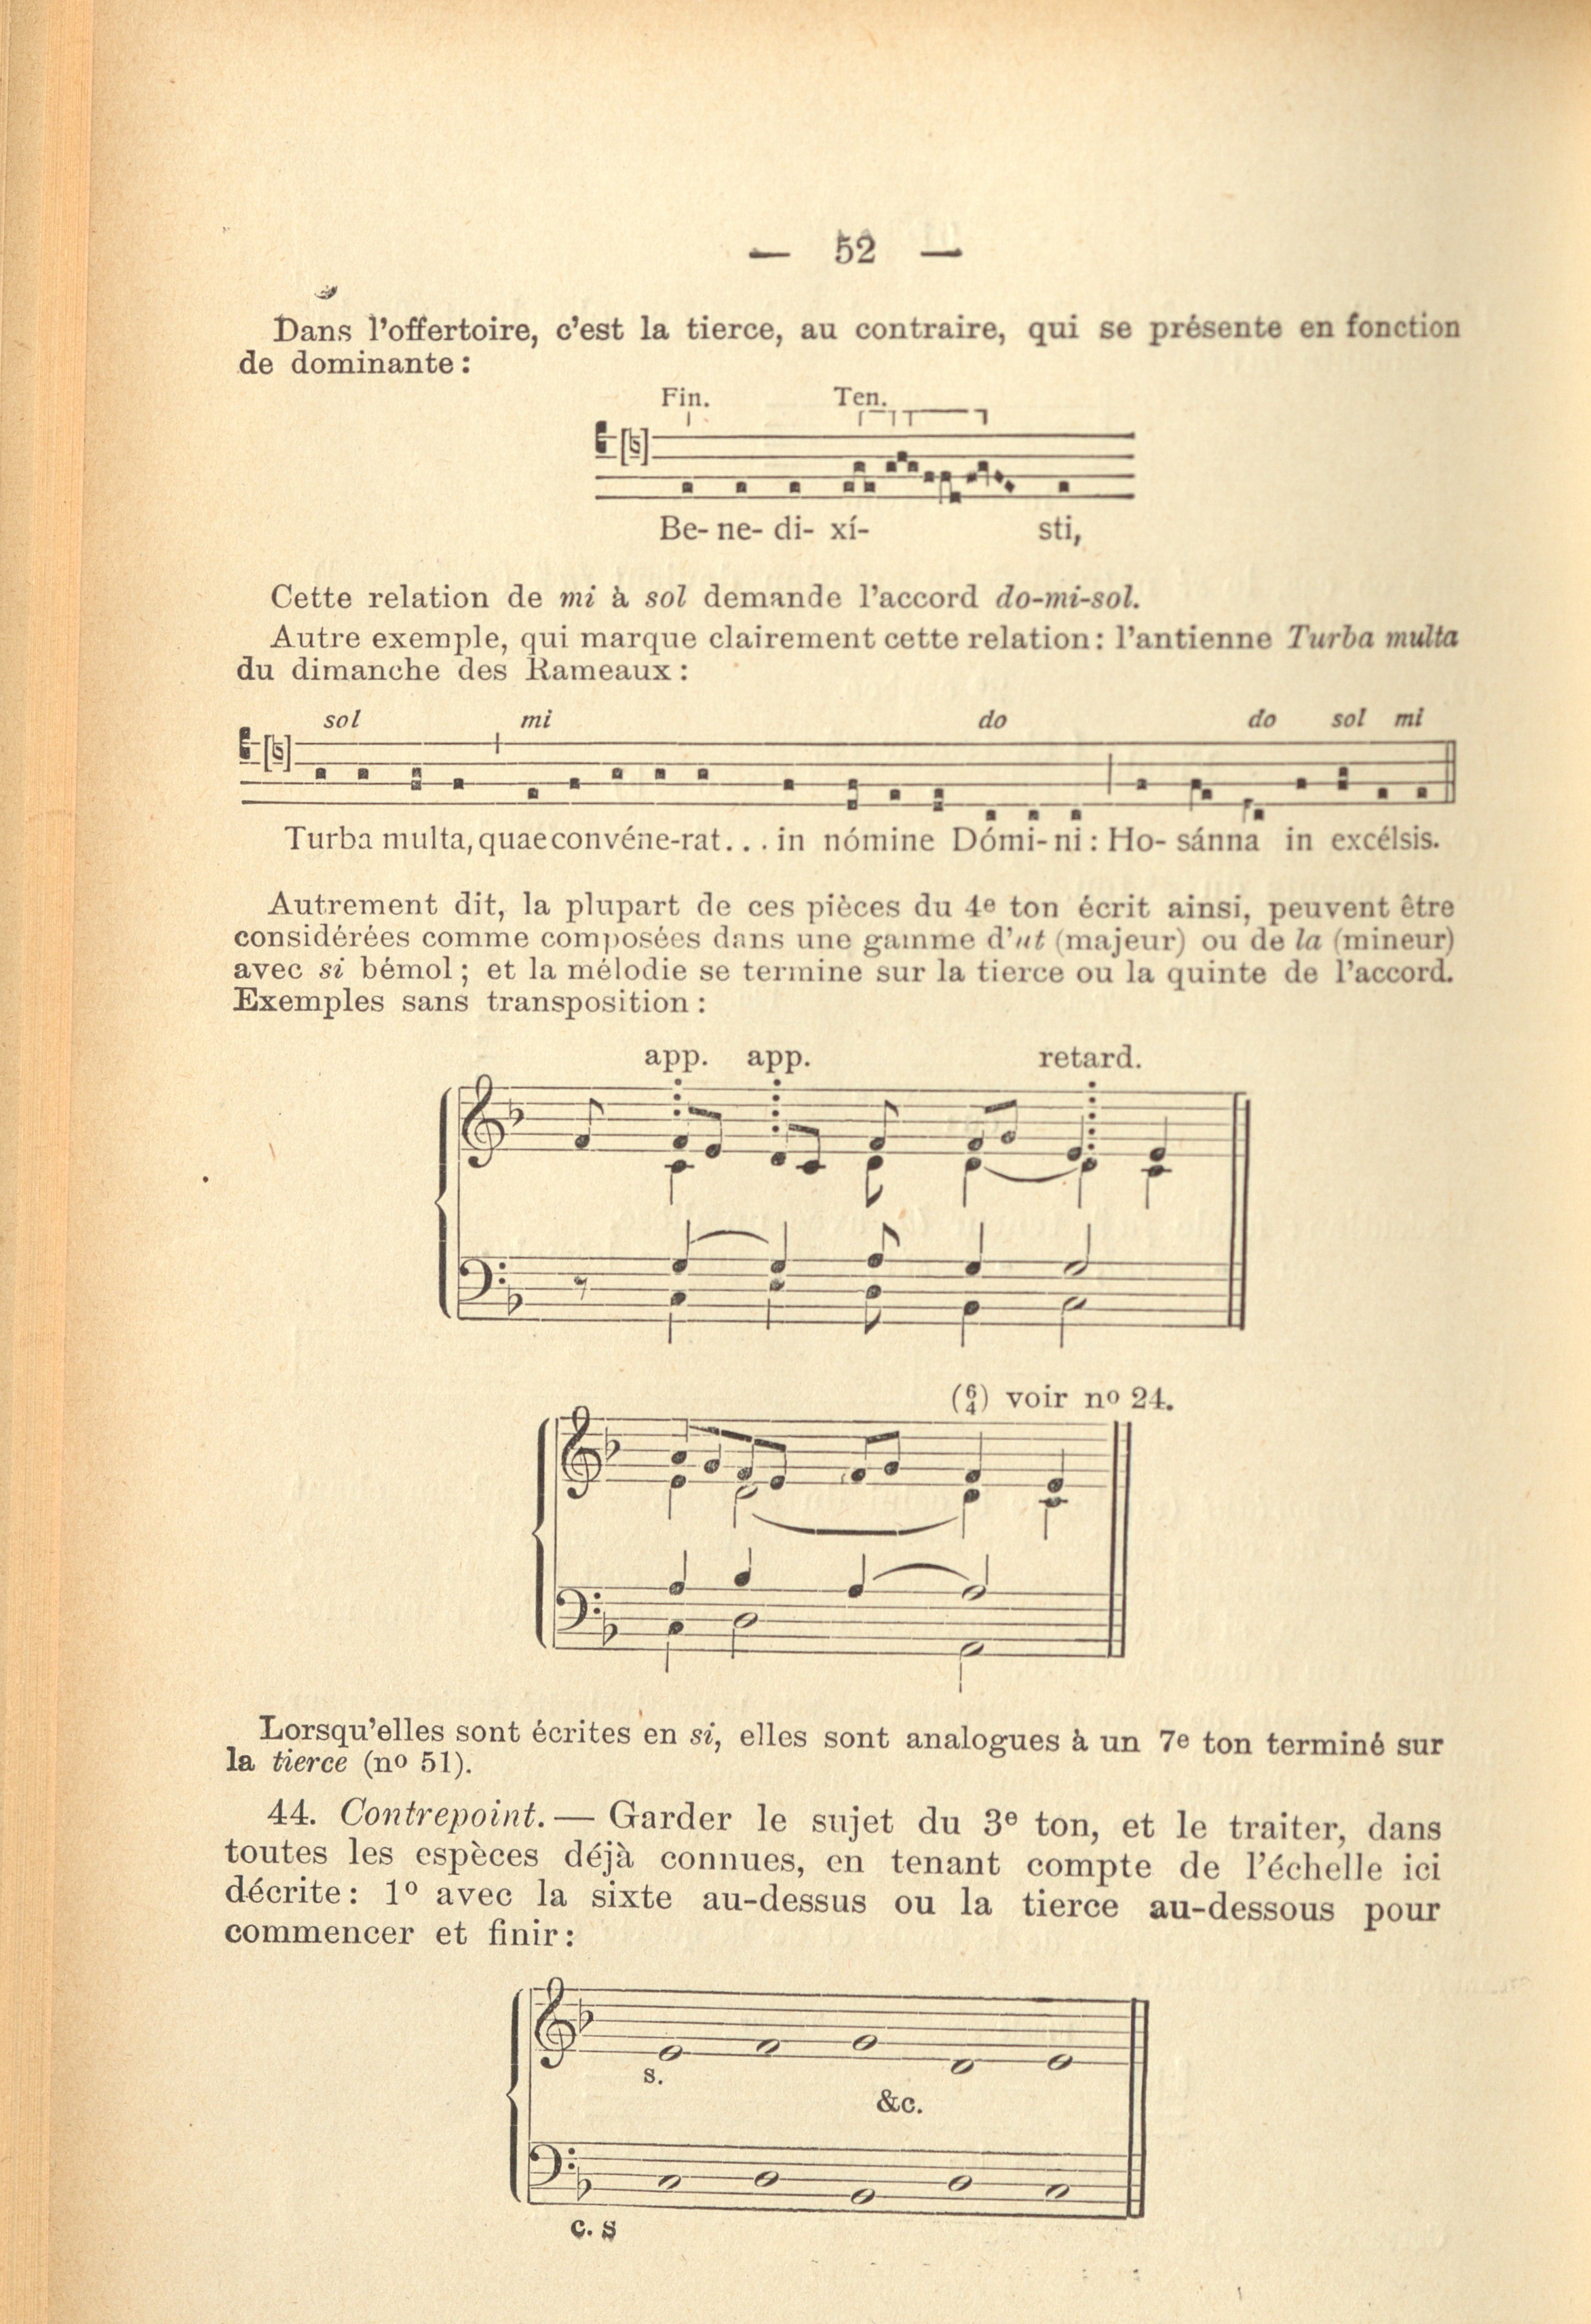 — 52 —
Dans l'offertoire, c'est la tierce, au contraire, qui se présente en fonction
de dominante :
Fin. Ten.
Be- ne- di- xí- sti,
Cette relation de mi à sol demande l'accord do-mi-sol.
Autre exemple, qui marque clairement cette relation : l'antienne Turba multa
du dimanche des Rameaux :
sol mi do do sol mi
Turba multa, quae convéne-rat... in nómine Dómi- ni : Ho- sánna in excélsis.
Autrement dit, la plupart de ces pièces du 4e ton écrit ainsi, peuvent être
considérées comme composées dans une gamme d'ut (majeur) ou de la (mineur)
avec si bémol ; et la mélodie se termine sur la tierce ou la quinte de l'accord.
Exemples sans transposition :
app. app. retard.
(6/4) voir no 24.
Lorsqu'elles sont écrites en si, elles sont analogues à un 7e ton terminé sur
la tierce (no 51).
44. Contrepoint. — Garder le sujet du 3e ton, et le traiter, dans
toutes les espèces déjà connues, en tenant compte de l'échelle ici
décrite : 1o avec la sixte au-dessus ou la tierce au-dessous pour
commencer et finir :
s.
&c.
c. s